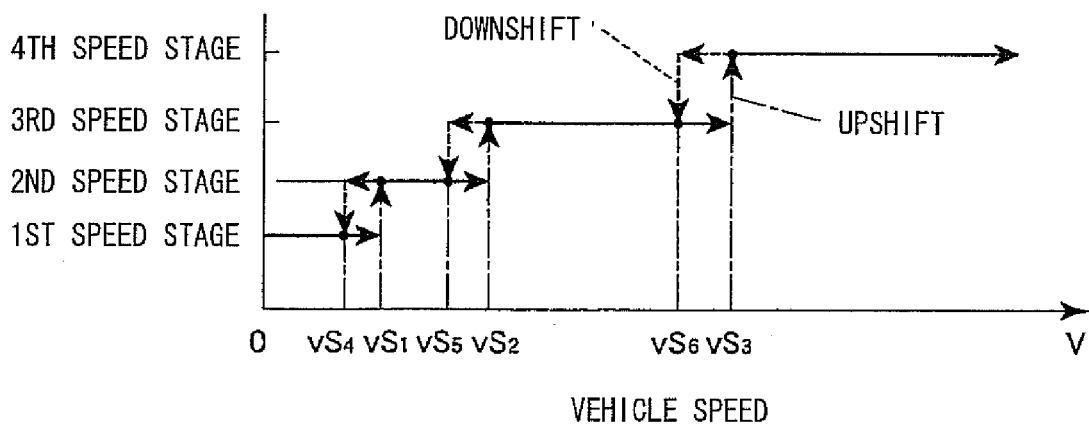 DOWNSHIFT
4TH SPEED STAGE
3RD SPEED STAGE
UPSHIFT
2ND SPEED STAGE
1ST SPEED STAGE
0 vS4 vS1 vS5 vS2 vS6 vS3 V
VEHICLE SPEED